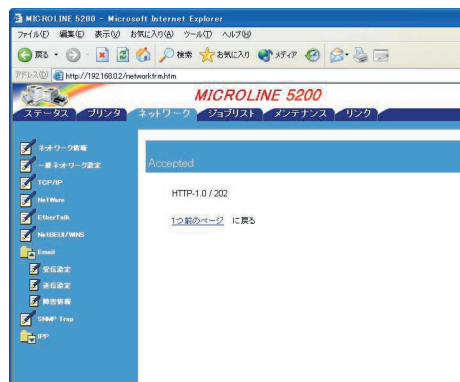 MICROLINE 5200 - Microsoft Internet Explorer
ファイル(F) 編集(E) 表示(V) お気に入り(A) ツール(T) ヘルプ(H)
戻る 検索 お気に入り メディア
アドレス(D) http://192.168.0.2/networkfrm.htm
MICROLINE 5200
ステータス プリンタ ネットワーク ジョブリスト メンテナンス リンク
ネットワーク情報
一般ネットワーク設定
TCP/IP
NetWare
EtherTalk
NetBEUI/WINS
Email
受信設定
送信設定
障害情報
SNMP Trap
IPP
Accepted
HTTP-1.0 / 202
1つ前のページ に戻る